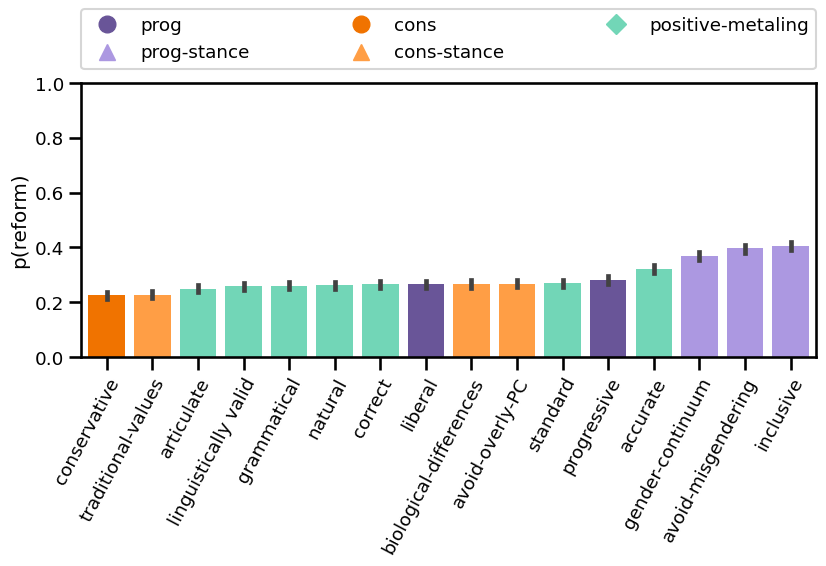 prog
cons
positive-metaling
prog-stance
cons-stance
p(reform)
1.0
0.8
0.6
0.4
0.2
0.0
conservative
traditional-values
articulate
linguistically valid
grammatical
natural
correct
liberal
biological-differences
avoid-overly-PC
standard
progressive
accurate
gender-continuum
avoid-misgendering
inclusive